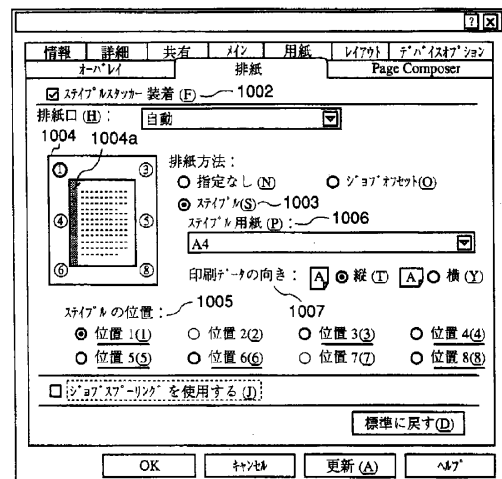 ? X
情報 詳細 共有 メイン 用紙 レイアウト デバイスオプション
オーバレイ 排紙 Page Composer
ステイプルスタッカー装着(F) 1002
排紙口(H): 自動
1004 1004a
① ③ ④ ⑤ ⑥ ⑧
排紙方法:
指定なし(N) ジョブオフセット(O)
ステイプル(S) 1003
ステイプル用紙(P): 1006
A4
印刷データの向き: A 縦(T) A 横(Y)
ステイプルの位置: 1005 1007
位置1(1) 位置2(2) 位置3(3) 位置4(4)
位置5(5) 位置6(6) 位置7(7) 位置8(8)
ジョブスプーリングを使用する(J)
標準に戻す(D)
OK キャンセル 更新(A) ヘルプ